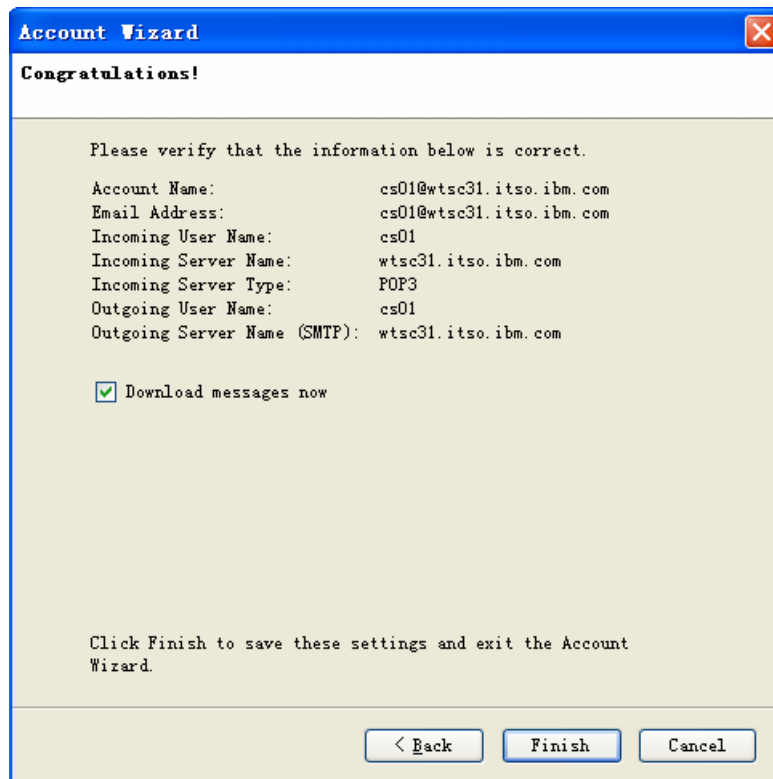 Account Wizard
Congratulations!
Please verify that the information below is correct.
Account Name: cs01@wtsc31.itso.ibm.com
Email Address: cs01@wtsc31.itso.ibm.com
Incoming User Name: cs01
Incoming Server Name: wtsc31.itso.ibm.com
Incoming Server Type: POP3
Outgoing User Name: cs01
Outgoing Server Name (SMTP): wtsc31.itso.ibm.com
Download messages now
Click Finish to save these settings and exit the Account
Wizard.
< Back Finish Cancel